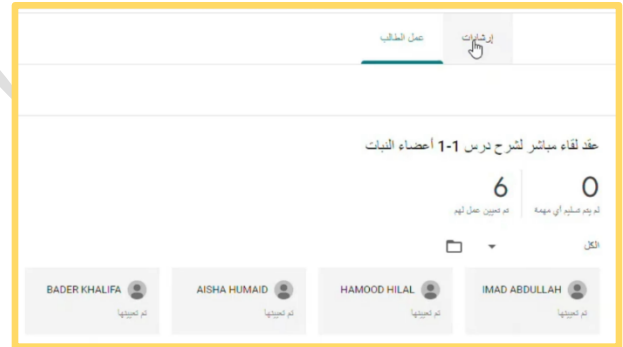 إرشادات عمل الطالب
عقد لقاء مباشر لشرح درس 1-1 أعضاء النبات
0 6
لم يتم تسليم أي مهمة تم تعيين عمل لهم
الكل
IMAD ABDULLAH HAMOOD HILAL AISHA HUMAID BADER KHALIFA
تم تعيينها تم تعيينها تم تعيينها تم تعيينها